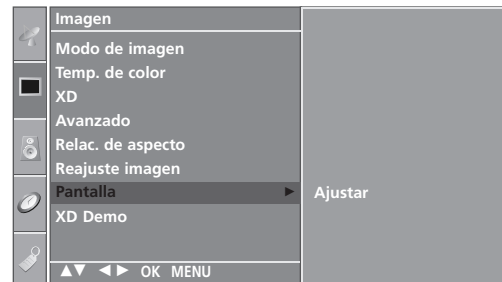 Imagen
Modo de imagen
Temp. de color
XD
Avanzado
Relac. de aspecto
Reajuste imagen
Pantalla ► Ajustar
XD Demo
▲▼ ◄► OK MENU